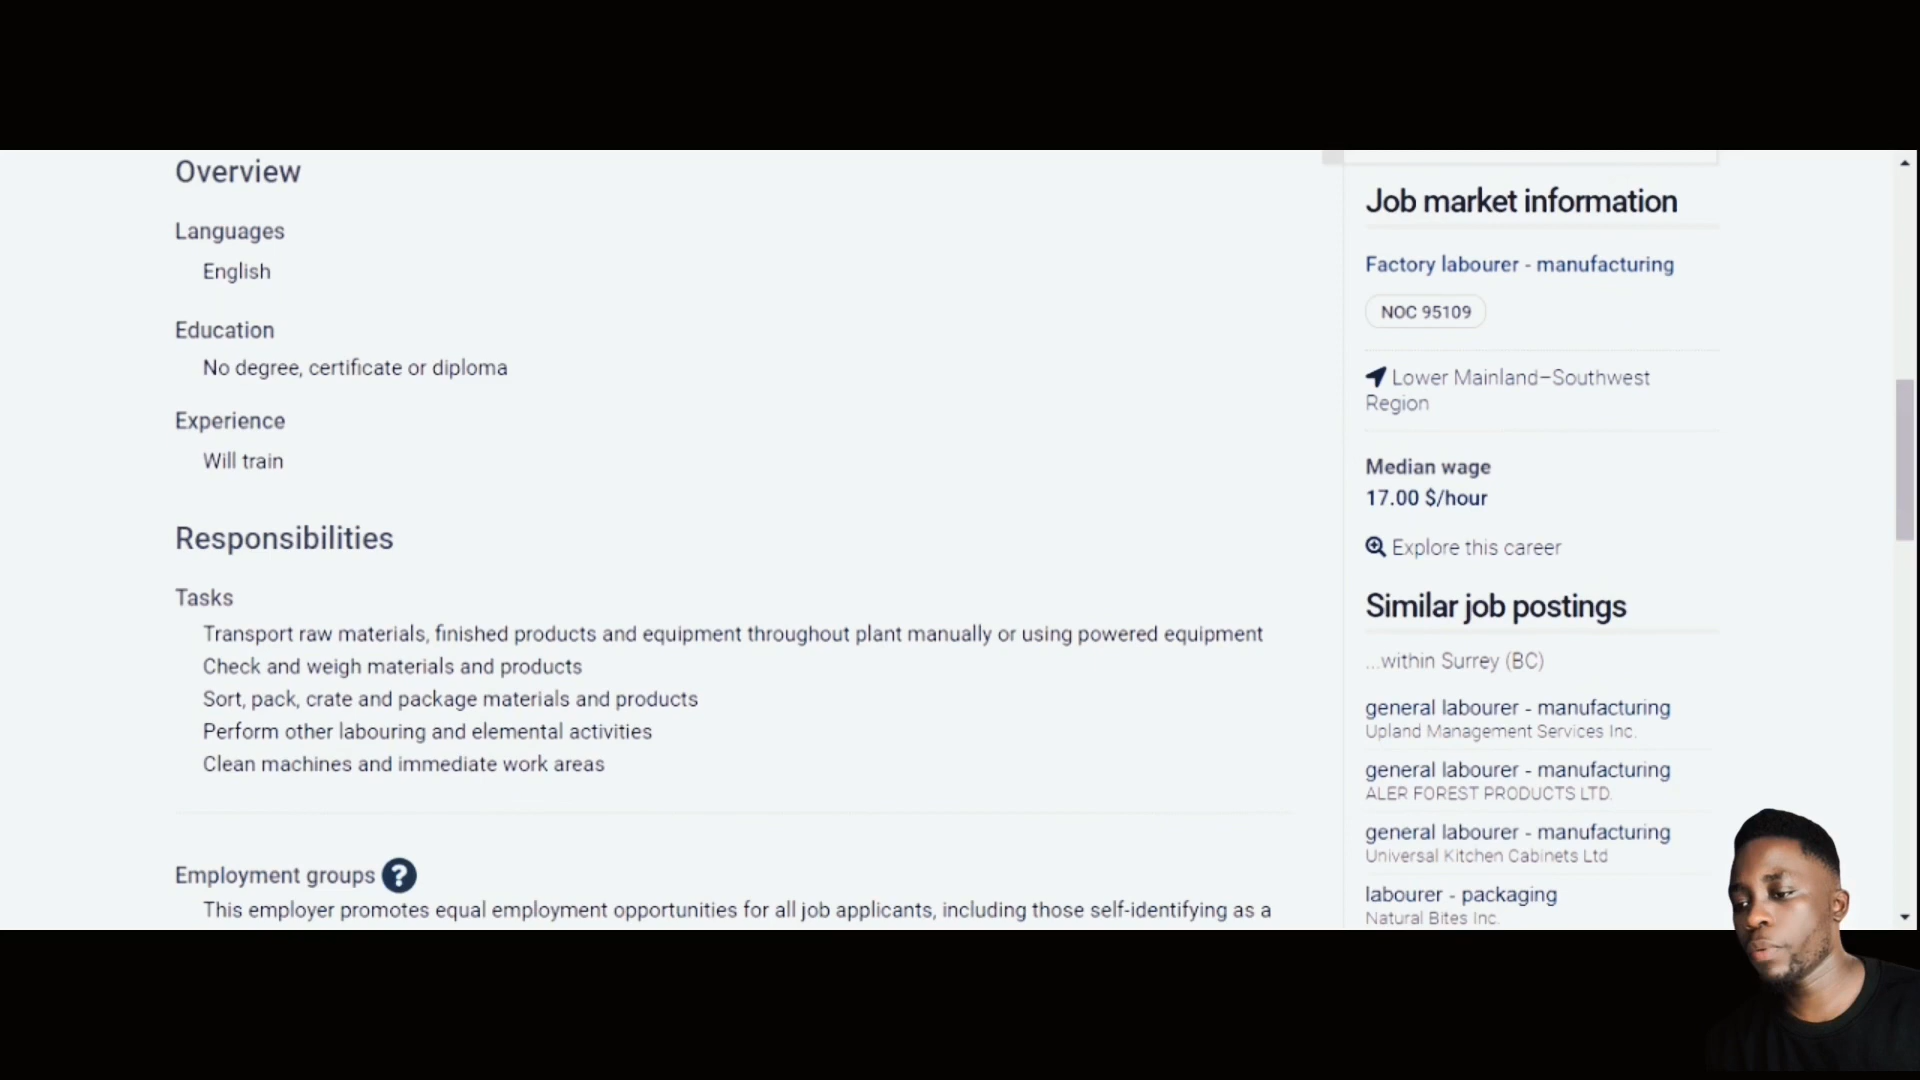 Overview
Languages
English
Education
No degree, certificate or diploma
Experience
Will train
Responsibilities
Tasks
Transport raw materials, finished products and equipment throughout plant manually or using powered equipment
Check and weigh materials and products
Sort, pack, crate and package materials and products
Perform other labouring and elemental activities
Clean machines and immediate work areas
Employment groups ?
This employer promotes equal employment opportunities for all job applicants, including those self-identifying as a
Job market information
Factory labourer - manufacturing
NOC 95109
Lower Mainland–Southwest
Region
Median wage
17.00 $/hour
Explore this career
Similar job postings
...within Surrey (BC)
general labourer - manufacturing
Upland Management Services Inc.
general labourer - manufacturing
ALER FOREST PRODUCTS LTD.
general labourer - manufacturing
Universal Kitchen Cabinets Ltd
labourer - packaging
Natural Bites Inc.